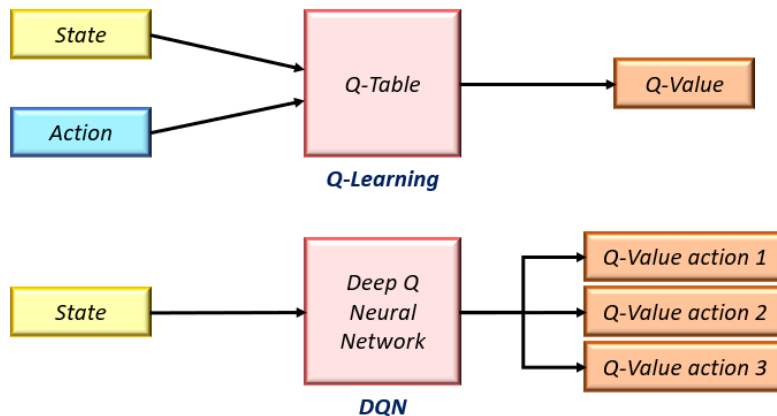 State
Action
Q-Table
Q-Value
Q-Learning
State
Deep Q
Neural
Network
Q-Value action 1
Q-Value action 2
Q-Value action 3
DQN